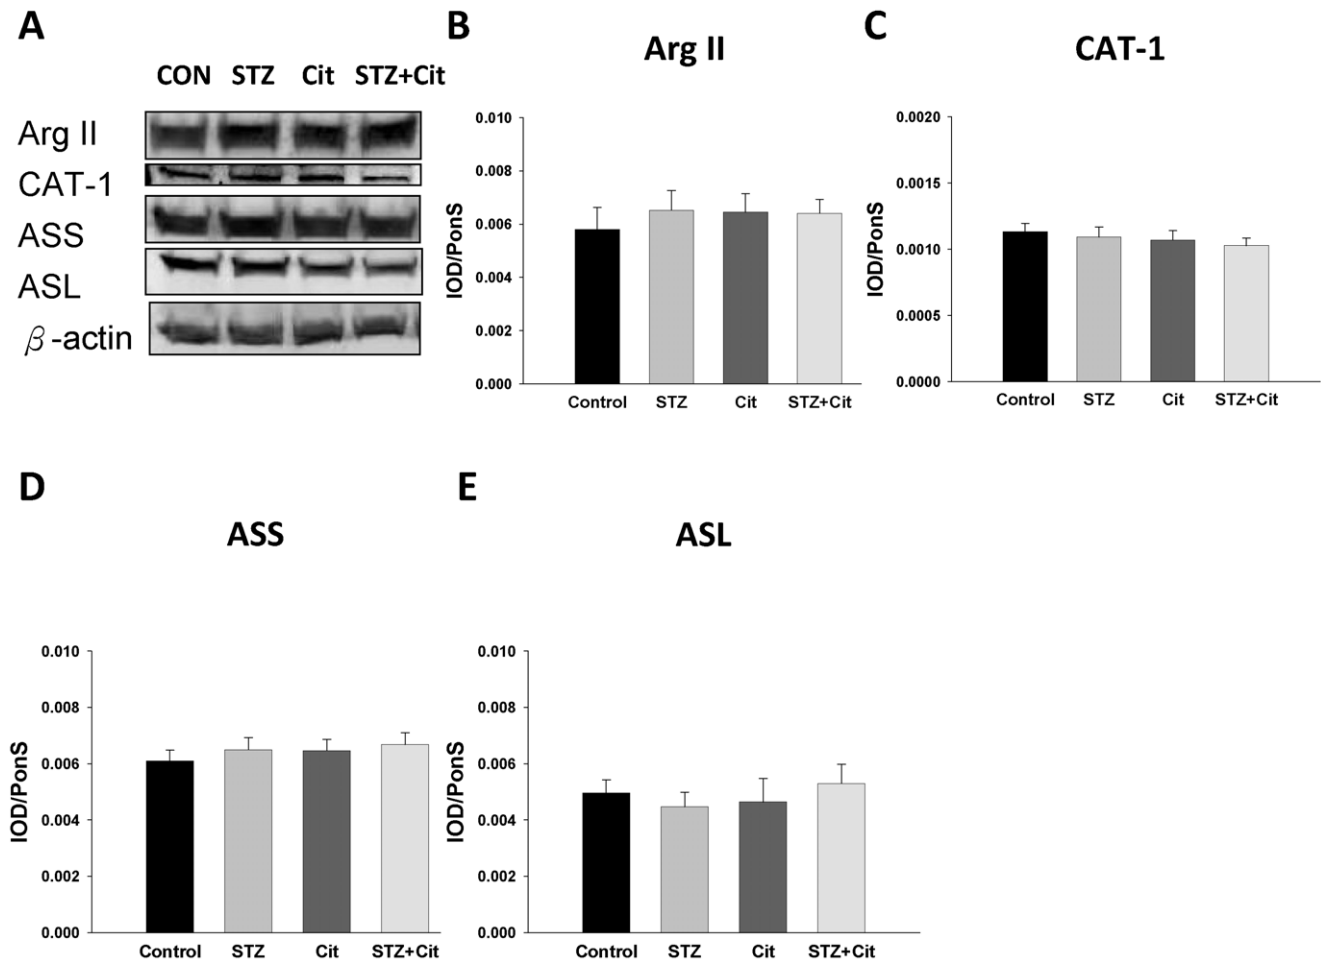 A
CON STZ Cit STZ+Cit
Arg II
CAT-1
ASS
ASL
β-actin
B
Arg II
IOD/PonS
0.010
0.008
0.006
0.004
0.002
0.000
Control STZ Cit STZ+Cit
C
CAT-1
IOD/PonS
0.0020
0.0015
0.0010
0.0005
0.0000
Control STZ Cit STZ+Cit
D
ASS
IOD/PonS
0.010
0.008
0.006
0.004
0.002
0.000
Control STZ Cit STZ+Cit
E
ASL
IOD/PonS
0.010
0.008
0.006
0.004
0.002
0.000
Control STZ Cit STZ+Cit